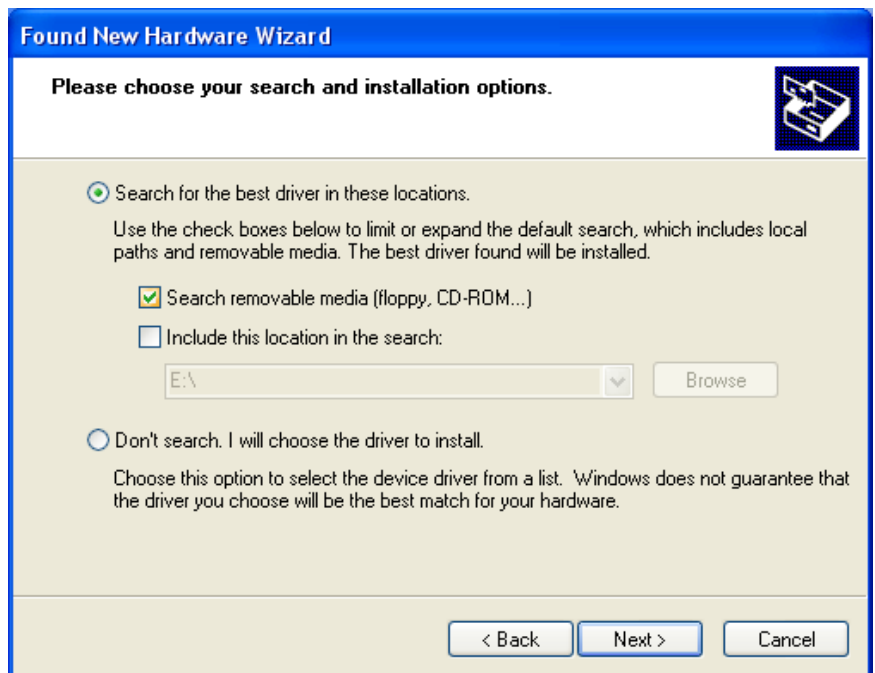 Found New Hardware Wizard
Please choose your search and installation options.
Search for the best driver in these locations.
Use the check boxes below to limit or expand the default search, which includes local
paths and removable media. The best driver found will be installed.
Search removable media (floppy, CD-ROM...)
Include this location in the search:
E:\
Browse
Don't search. I will choose the driver to install.
Choose this option to select the device driver from a list.  Windows does not guarantee that
the driver you choose will be the best match for your hardware.
< Back
Next >
Cancel